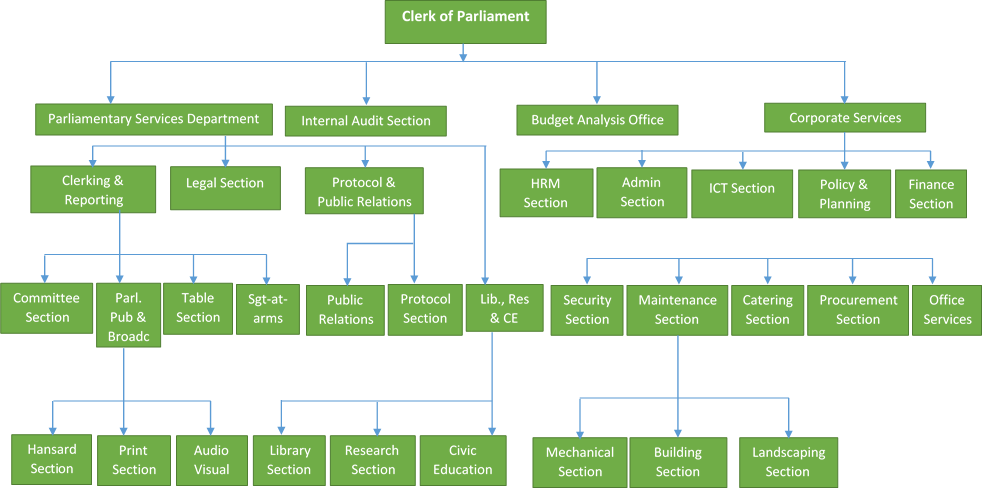 Clerk of Parliament
Parliamentary Services Department
Internal Audit Section
Budget Analysis Office
Corporate Services
Clerking &
Reporting
Legal Section
Protocol &
Public Relations
HRM
Section
Admin
Section
ICT Section
Policy &
Planning
Finance
Section
Committee
Section
Parl.
Pub &
Broadc
Table
Section
Sgt-at-
arms
Public
Relations
Protocol
Section
Lib., Res
& CE
Security
Section
Maintenance
Section
Catering
Section
Procurement
Section
Office
Services
Hansard
Section
Print
Section
Audio
Visual
Library
Section
Research
Section
Civic
Education
Mechanical
Section
Building
Section
Landscaping
Section